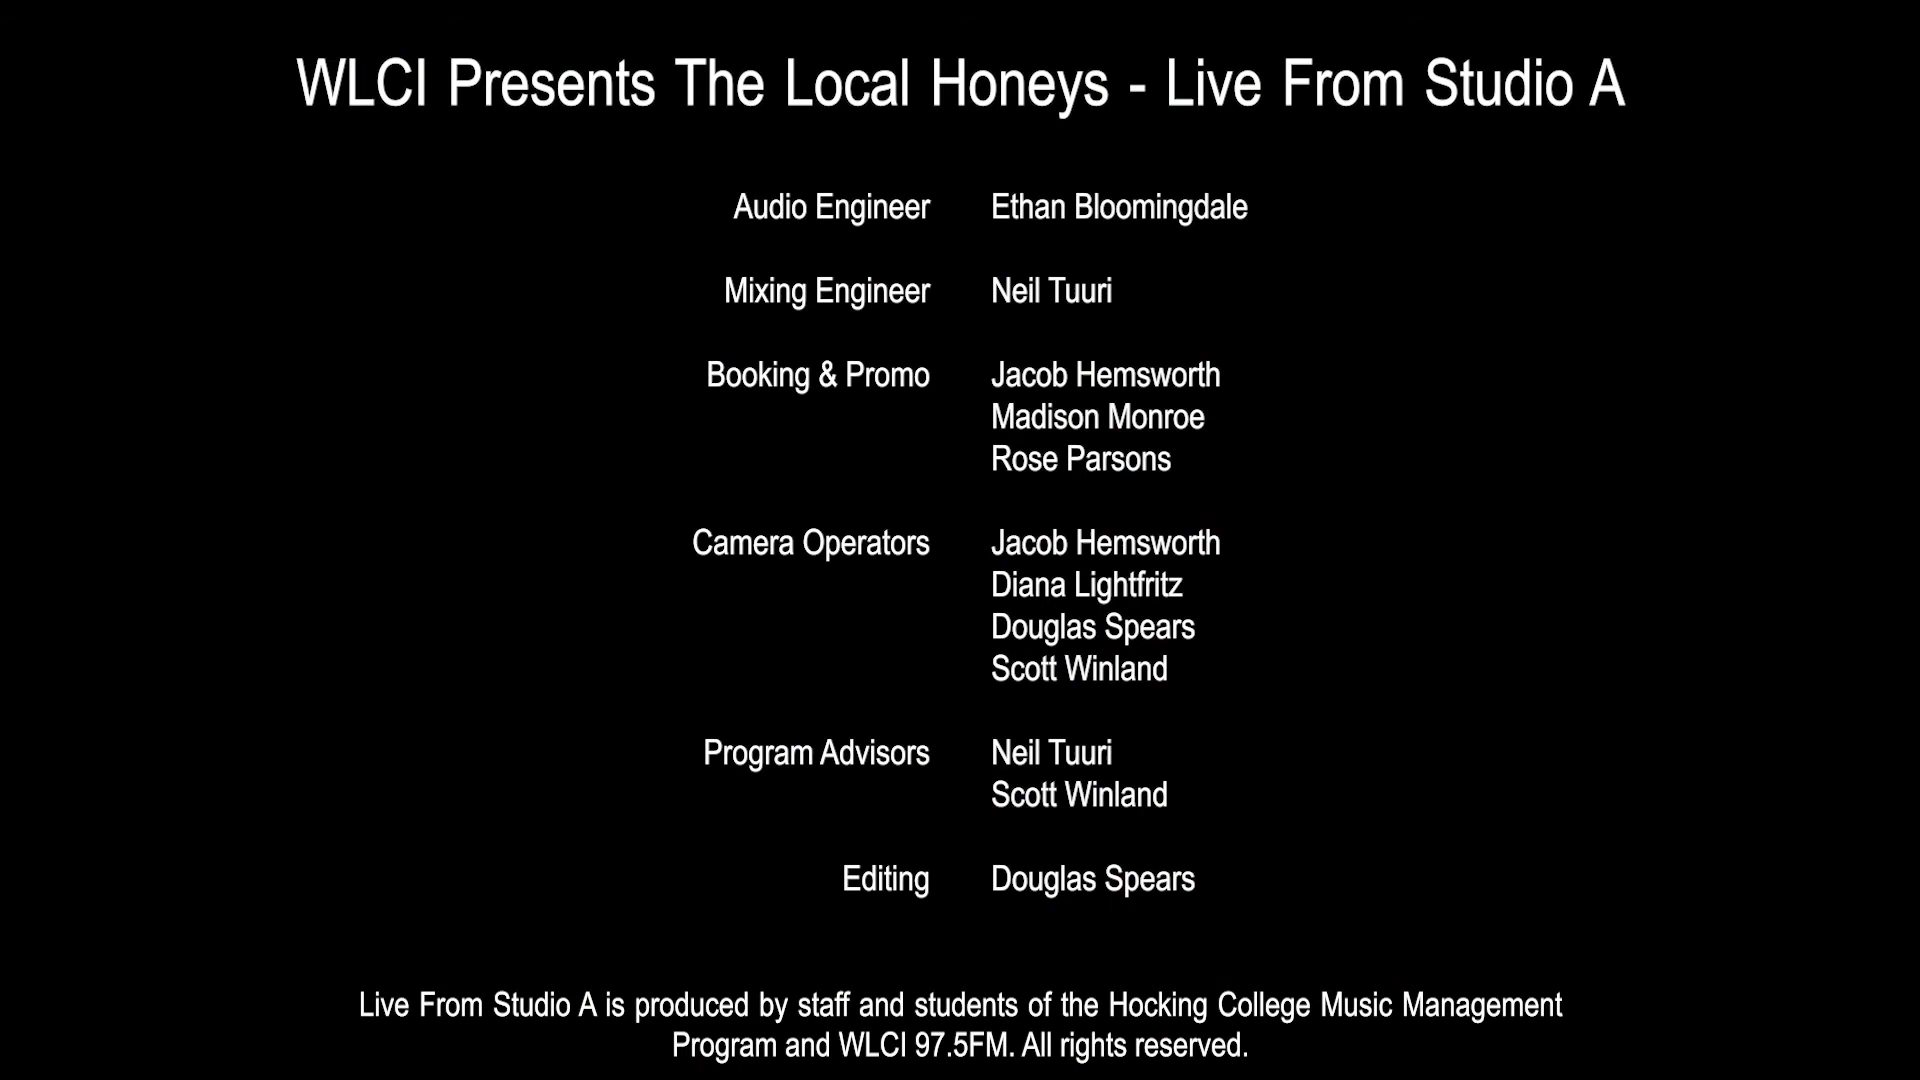 WLCI Presents The Local Honeys - Live From Studio A
Audio Engineer Ethan Bloomingdale
Mixing Engineer Neil Tuuri
Booking & Promo Jacob Hemsworth
Madison Monroe
Rose Parsons
Camera Operators Jacob Hemsworth
Diana Lightfritz
Douglas Spears
Scott Winland
Program Advisors Neil Tuuri
Scott Winland
Editing Douglas Spears
Live From Studio A is produced by staff and students of the Hocking College Music Management
Program and WLCI 97.5FM. All rights reserved.